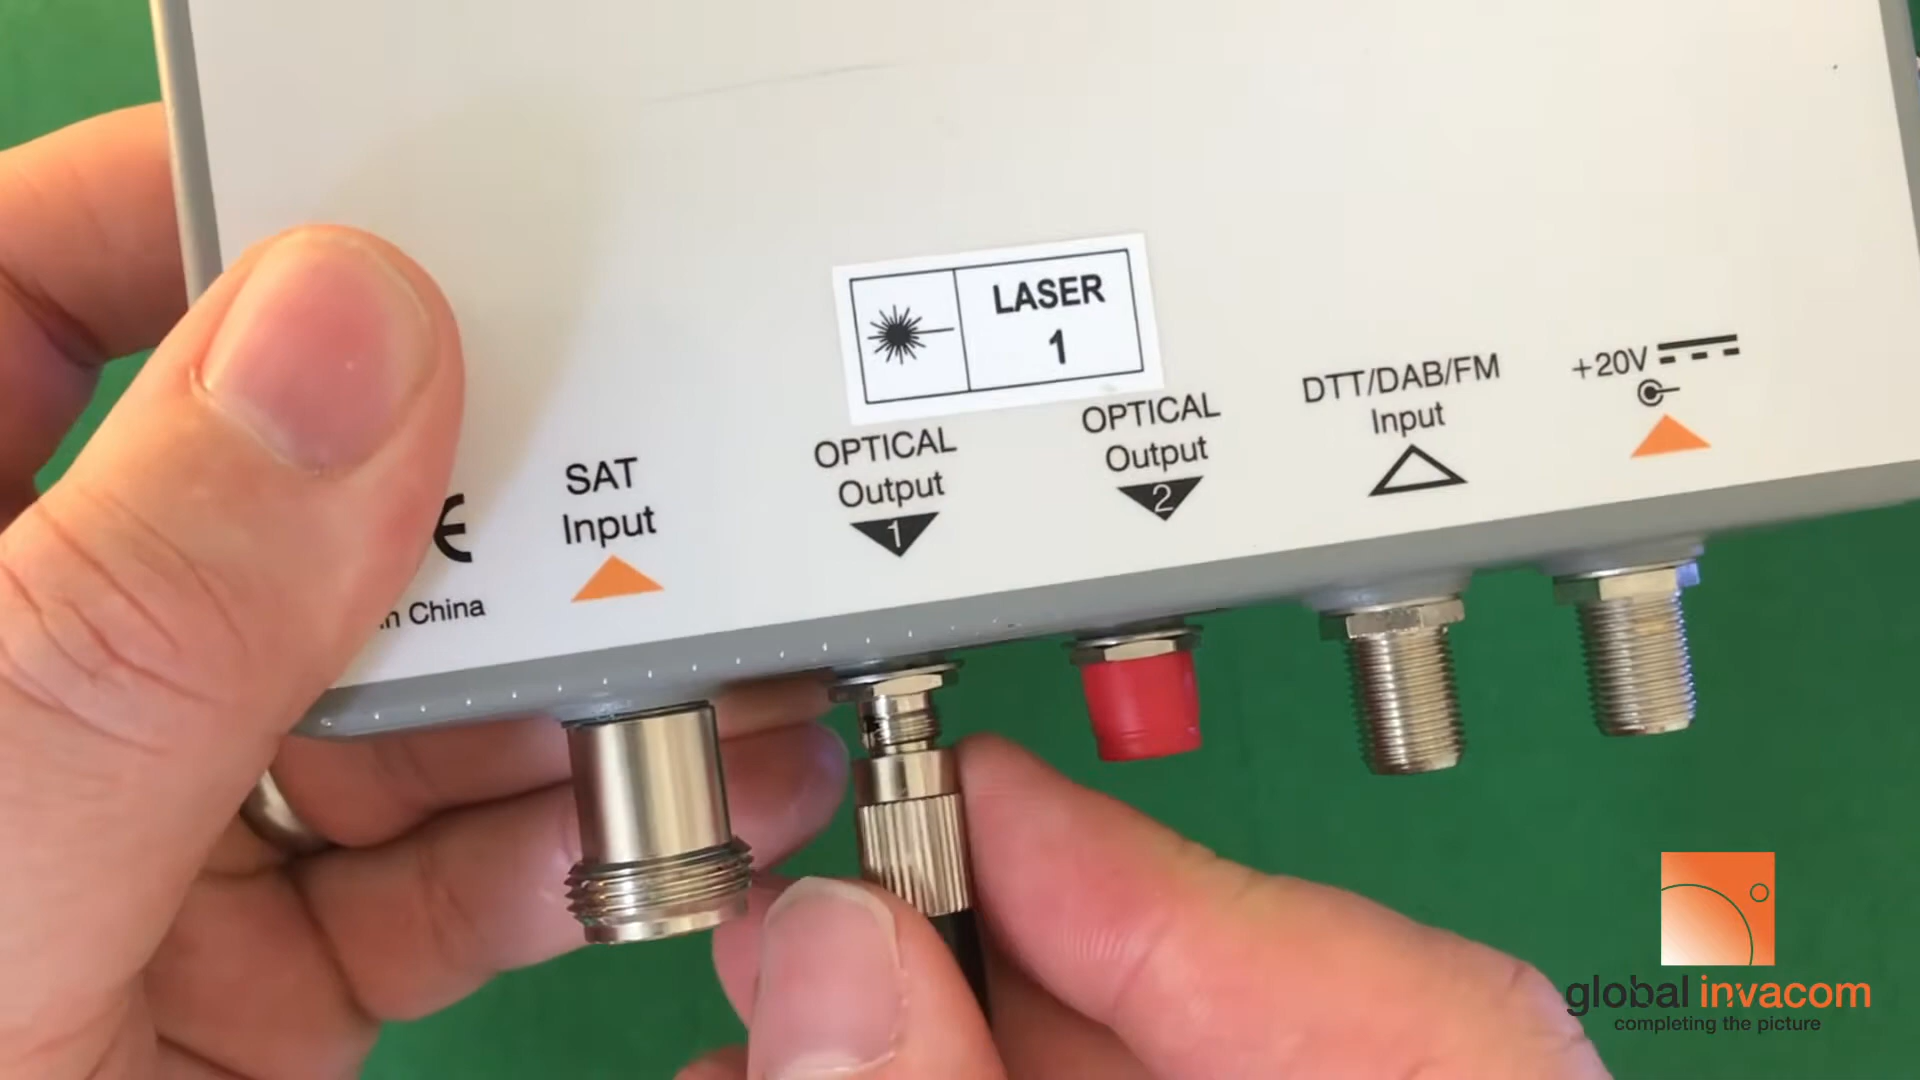 LASER
1
SAT
Input
OPTICAL
Output
1
OPTICAL
Output
2
DTT/DAB/FM
Input
+20V
CE
China
global invacom
completing the picture